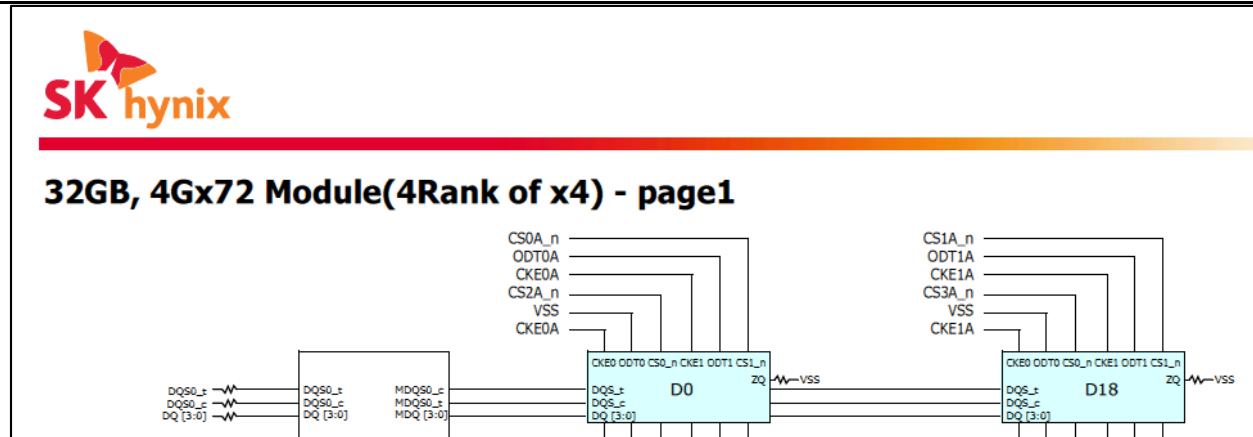 SK hynix
32GB, 4Gx72 Module(4Rank of x4) - page1
CS0A_n
ODT0A
CKE0A
CS2A_n
VSS
CKE0A
CS1A_n
ODT1A
CKE1A
CS3A_n
VSS
CKE1A
CKE0 ODT0 CS0_n CKE1 ODT1 CS1_n
ZQ VSS
D0
DQS_t
DQS_c
DQ [3:0]
CKE0 ODT0 CS0_n CKE1 ODT1 CS1_n
ZQ VSS
D18
DQS_t
DQS_c
DQ [3:0]
DQS0_t
DQS0_c
DQ [3:0]
DQS0_t
DQS0_c
DQ [3:0]
MDQS0_c
MDQS0_t
MDQ [3:0]